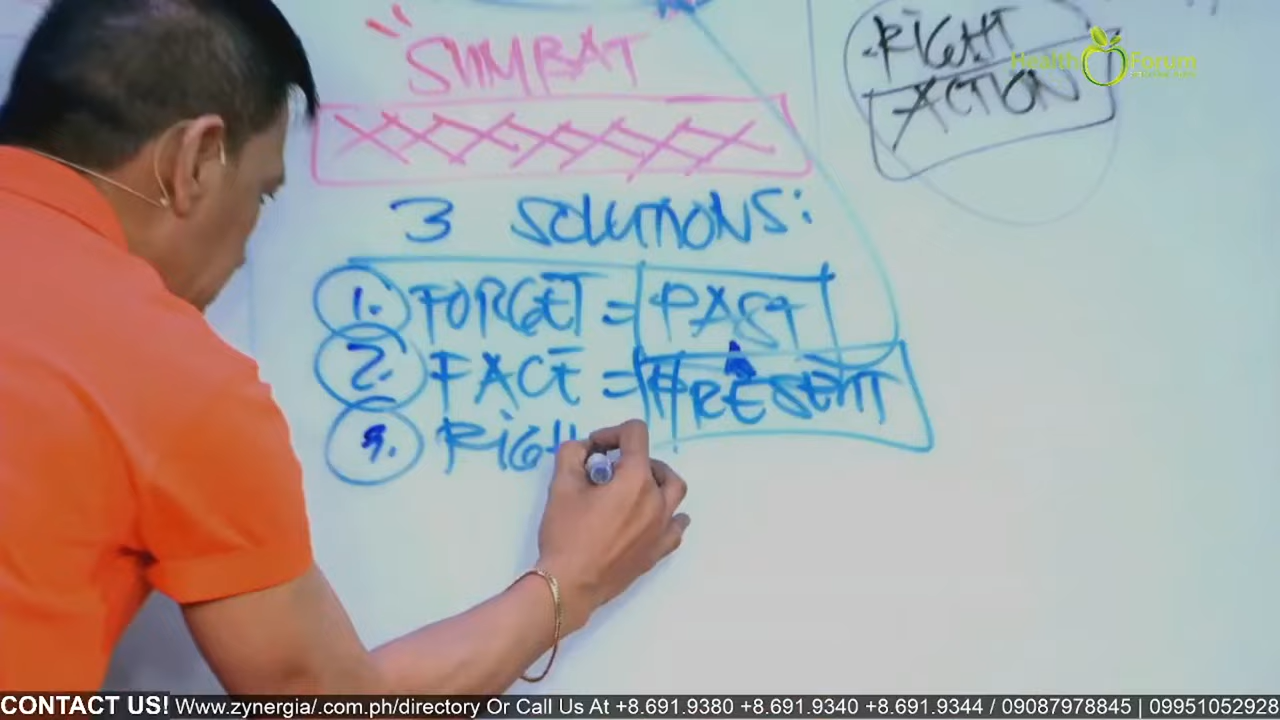 "SUMBAT
RIGHT
ACTION
Health Forum
3 SOLUTIONS:
1. FORGET = PAST
2. FACE = PRESENT
3. RIGH
CONTACT US! Www.zynergia/.com.ph/directory Or Call Us At +8.691.9380 +8.691.9340 +8.691.9344 / 09087978845 | 09951052928